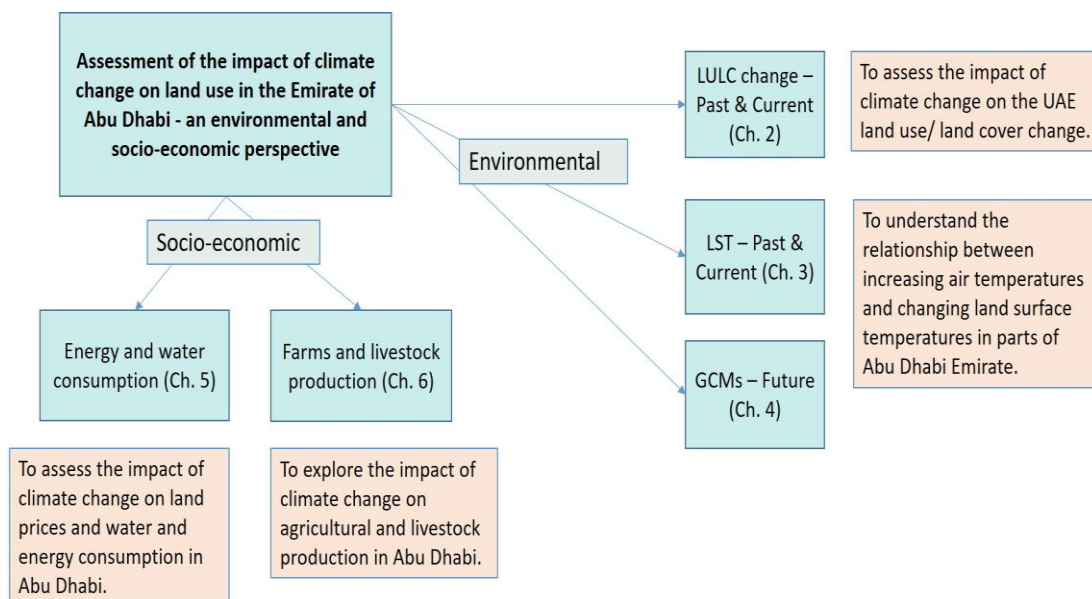 Assessment of the impact of climate
change on land use in the Emirate of
Abu Dhabi - an environmental and
socio-economic perspective
Socio-economic
Energy and water
consumption (Ch. 5)
Farms and livestock
production (Ch. 6)
To assess the impact of
climate change on land
prices and water and
energy consumption in
Abu Dhabi.
To explore the impact of
climate change on
agricultural and livestock
production in Abu Dhabi.
Environmental
LULC change –
Past & Current
(Ch. 2)
To assess the impact of
climate change on the UAE
land use/ land cover change.
LST – Past &
Current (Ch. 3)
To understand the
relationship between
increasing air temperatures
and changing land surface
temperatures in parts of
Abu Dhabi Emirate.
GCMs – Future
(Ch. 4)